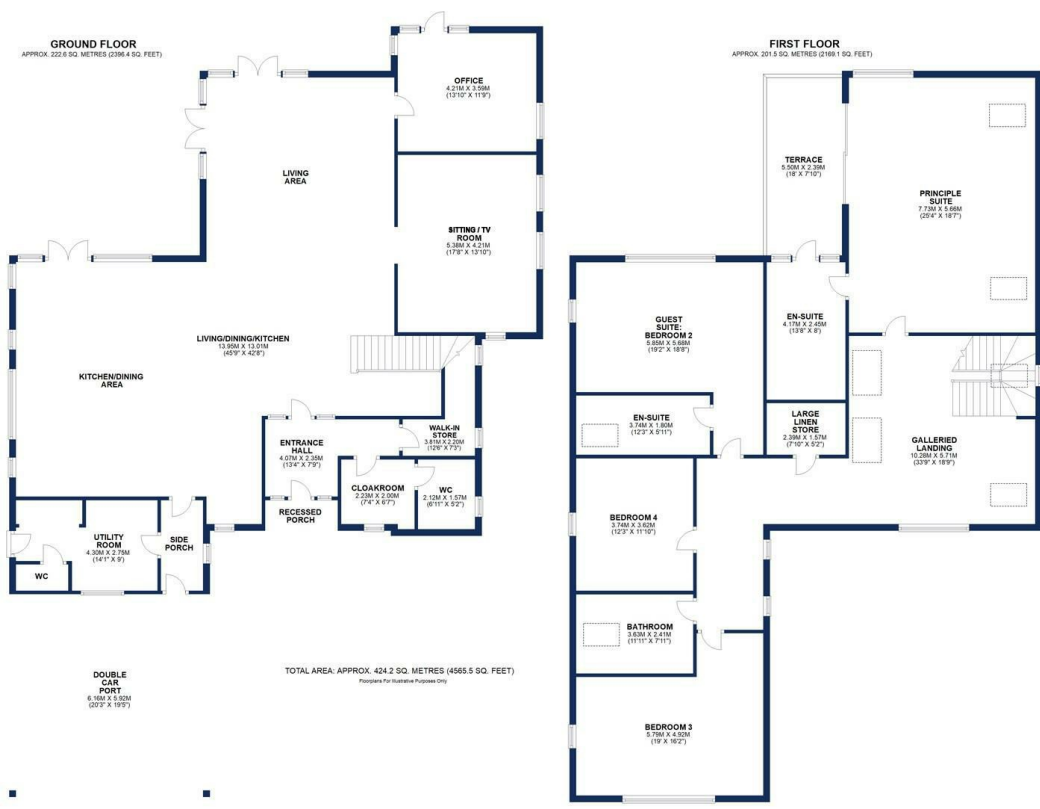 GROUND FLOOR
APPROX. 222.6 SQ. METRES (2396.4 SQ. FEET)
OFFICE
4.21M X 3.59M
(13'10" X 11'9")
LIVING
AREA
SITTING / TV
ROOM
5.38M X 4.21M
(17'8" X 13'10")
LIVING/DINING/KITCHEN
13.95M X 13.01M
(45'9" X 42'8")
KITCHEN/DINING
AREA
WALK-IN
STORE
3.81M X 2.20M
(12'6" X 7'3")
ENTRANCE
HALL
4.07M X 2.35M
(13'4" X 7'9")
CLOAKROOM
2.23M X 2.00M
(7'4" X 6'7")
WC
2.12M X 1.57M
(6'11" X 5'2")
RECESSED
PORCH
UTILITY
ROOM
4.30M X 2.75M
(14'1" X 9')
SIDE
PORCH
WC
DOUBLE
CAR
PORT
6.16M X 5.92M
(20'3" X 19'5")
TOTAL AREA: APPROX. 424.2 SQ. METRES (4565.5 SQ. FEET)
Floorplans For Illustrative Purposes Only
FIRST FLOOR
APPROX. 201.5 SQ. METRES (2169.1 SQ. FEET)
TERRACE
5.50M X 2.39M
(18' X 7'10")
PRINCIPLE
SUITE
7.73M X 5.66M
(25'4" X 18'7")
GUEST
SUITE:
BEDROOM 2
5.85M X 5.68M
(19'2" X 18'8")
EN-SUITE
4.17M X 2.45M
(13'8" X 8')
EN-SUITE
3.74M X 1.80M
(12'3" X 5'11")
LARGE
LINEN
STORE
2.39M X 1.57M
(7'10" X 5'2")
GALLERIED
LANDING
10.28M X 5.71M
(33'9" X 18'9")
BEDROOM 4
3.74M X 3.62M
(12'3" X 11'10")
BATHROOM
3.63M X 2.41M
(11'11" X 7'11")
BEDROOM 3
5.79M X 4.92M
(19' X 16'2")